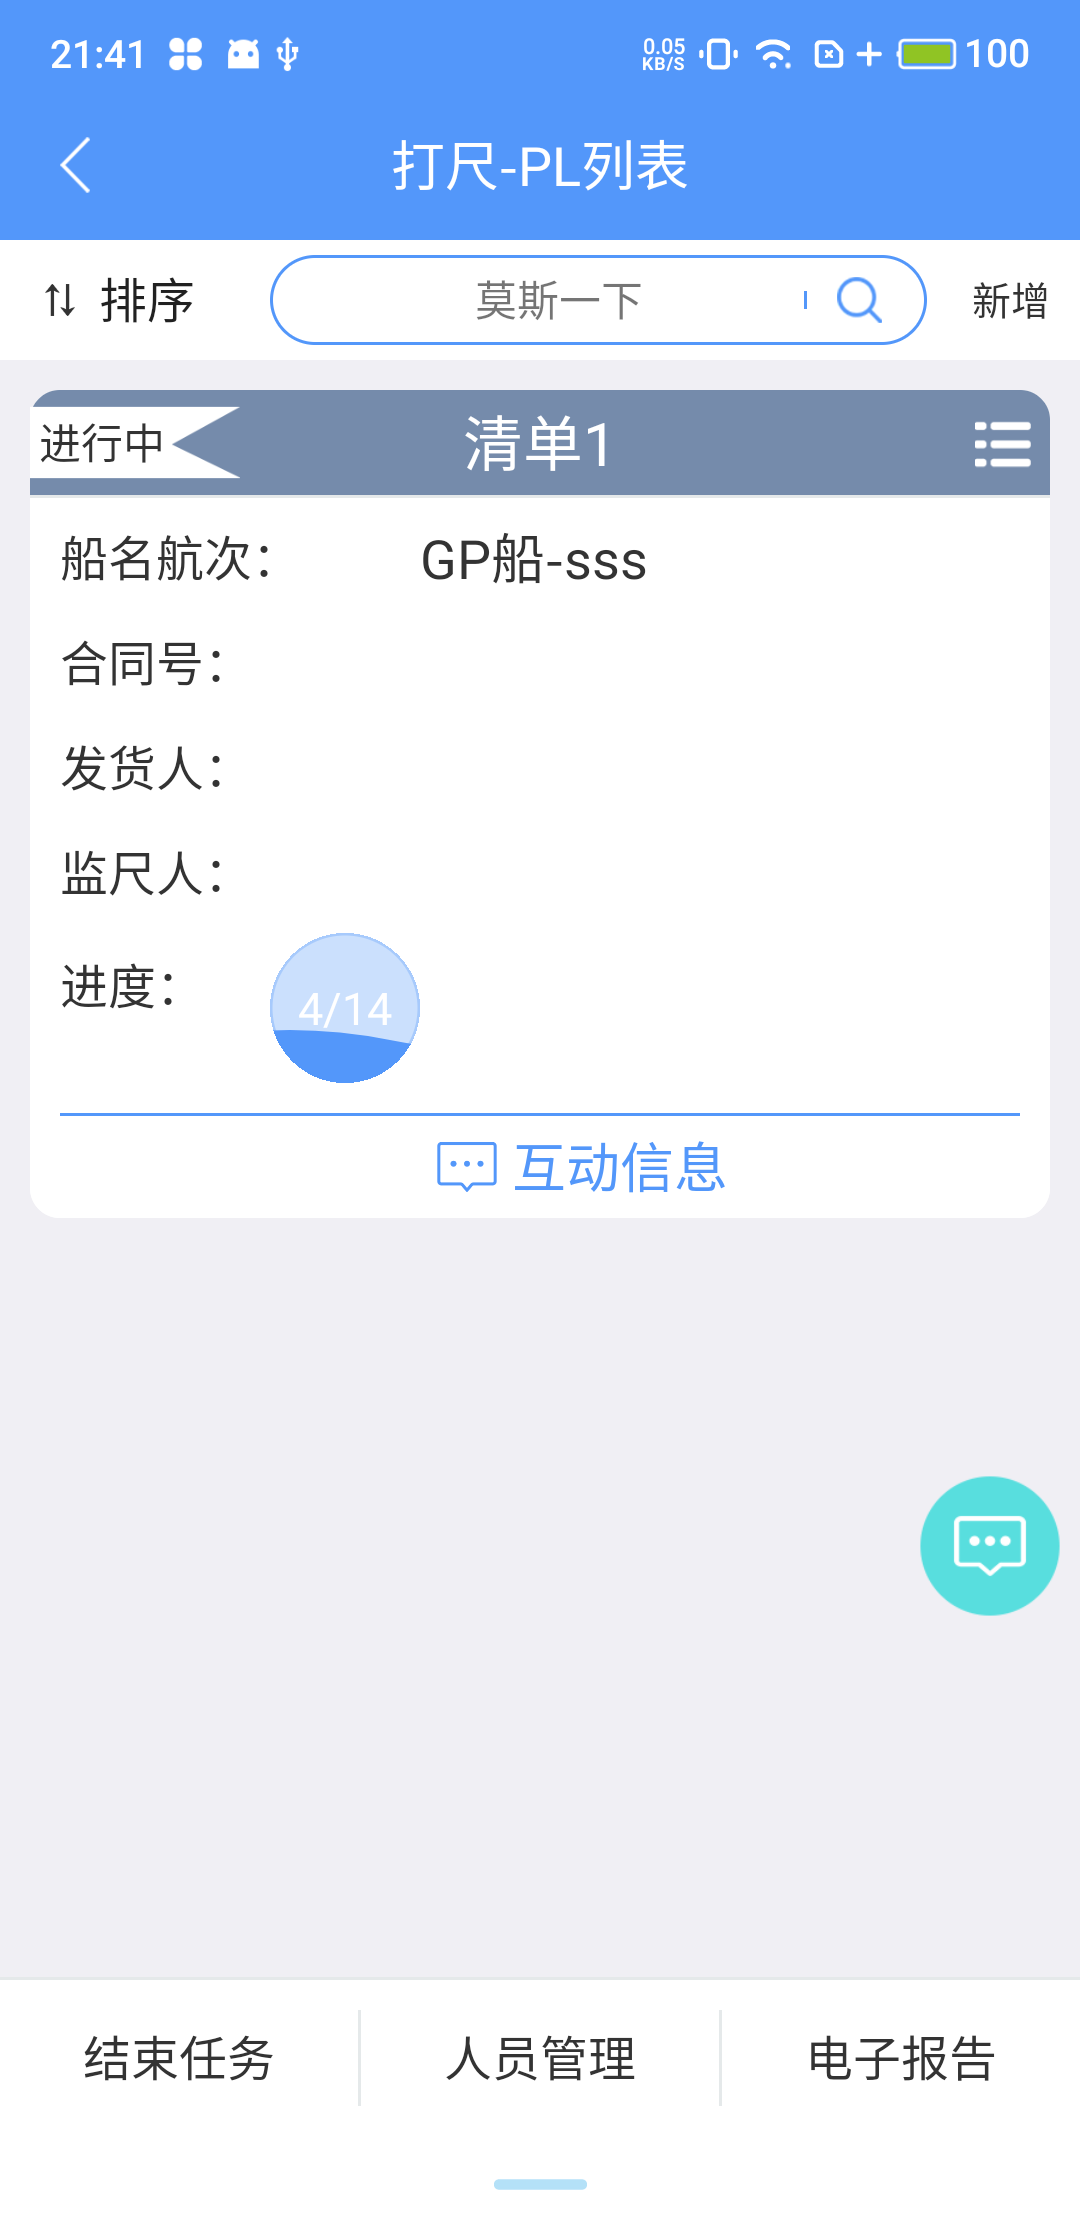 21:41
0.05
KB/S
100
打尺-PL列表
排序
莫斯一下
新增
进行中
清单1
船名航次:
GP船-sss
合同号:
发货人:
监尺人:
进度:
4/14
互动信息
结束任务
人员管理
电子报告